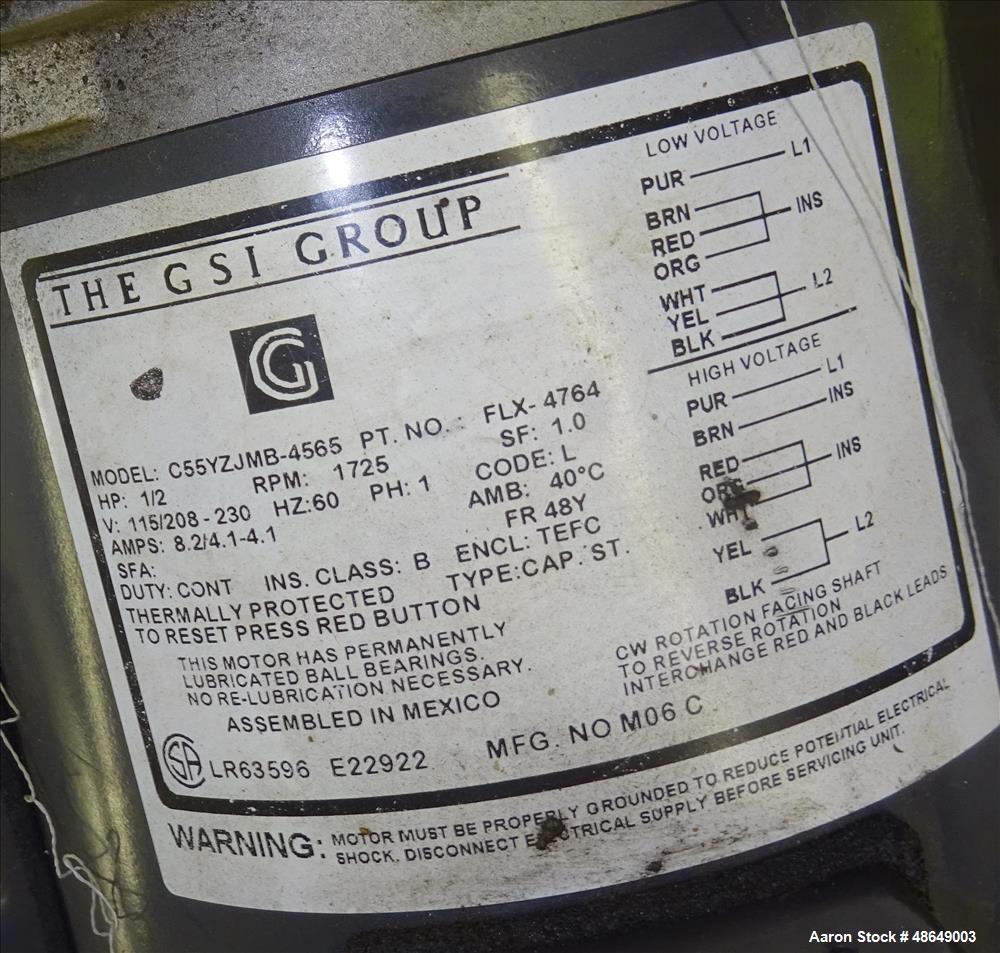 THE GSI GROUP
G
MODEL: C55YZJMB-4565 PT. NO. : FLX-4764
HP: 1/2 RPM: 1725 SF: 1.0
V: 115/208-230 HZ:60 PH: 1 CODE: L
AMPS: 8.2/4.1-4.1 AMB: 40°C
SFA: FR 48Y
DUTY: CONT INS. CLASS: B ENCL: TEFC
THERMALLY PROTECTED TYPE:CAP. ST.
TO RESET PRESS RED BUTTON
THIS MOTOR HAS PERMANENTLY
LUBRICATED BALL BEARINGS.
NO RE-LUBRICATION NECESSARY.
ASSEMBLED IN MEXICO
SA LR63596 E22922 MFG. NO M06 C
LOW VOLTAGE
PUR L1
BRN
RED INS
ORG
WHT
YEL L2
BLK
HIGH VOLTAGE
PUR L1
BRN INS
RED
ORG INS
WHT
YEL L2
BLK
CW ROTATION FACING SHAFT
TO REVERSE ROTATION
INTERCHANGE RED AND BLACK LEADS
WARNING: MOTOR MUST BE PROPERLY GROUNDED TO REDUCE POTENTIAL ELECTRICAL
SHOCK. DISCONNECT ELECTRICAL SUPPLY BEFORE SERVICING UNIT.
Aaron Stock # 48649003